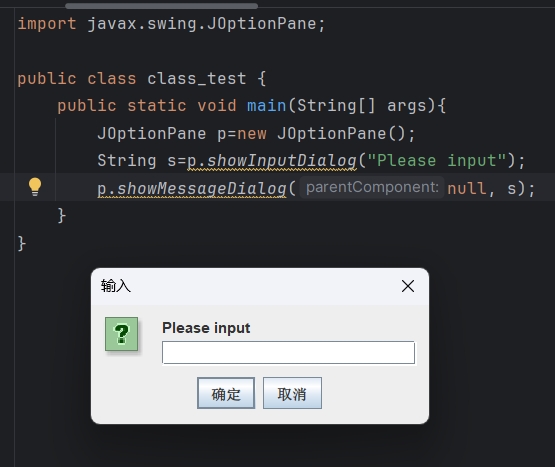 import javax.swing.JOptionPane;
public class class_test {
public static void main(String[] args){
JOptionPane p=new JOptionPane();
String s=p.showInputDialog("Please input");
p.showMessageDialog( parentComponent: null, s);
}
}
输入
Please input
确定 取消